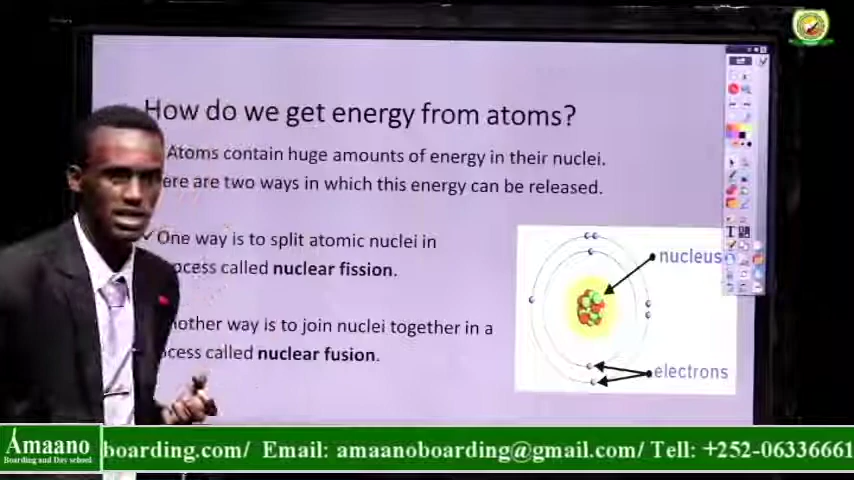 How do we get energy from atoms?
Atoms contain huge amounts of energy in their nuclei.
ere are two ways in which this energy can be released.
✓ One way is to split atomic nuclei in
ocess called nuclear fission.
nother way is to join nuclei together in a
cess called nuclear fusion.
nucleus
electrons
T
Amaano
Boarding and Day school
boarding.com/ Email: amaanoboarding@gmail.com/ Tell: +252-06336661